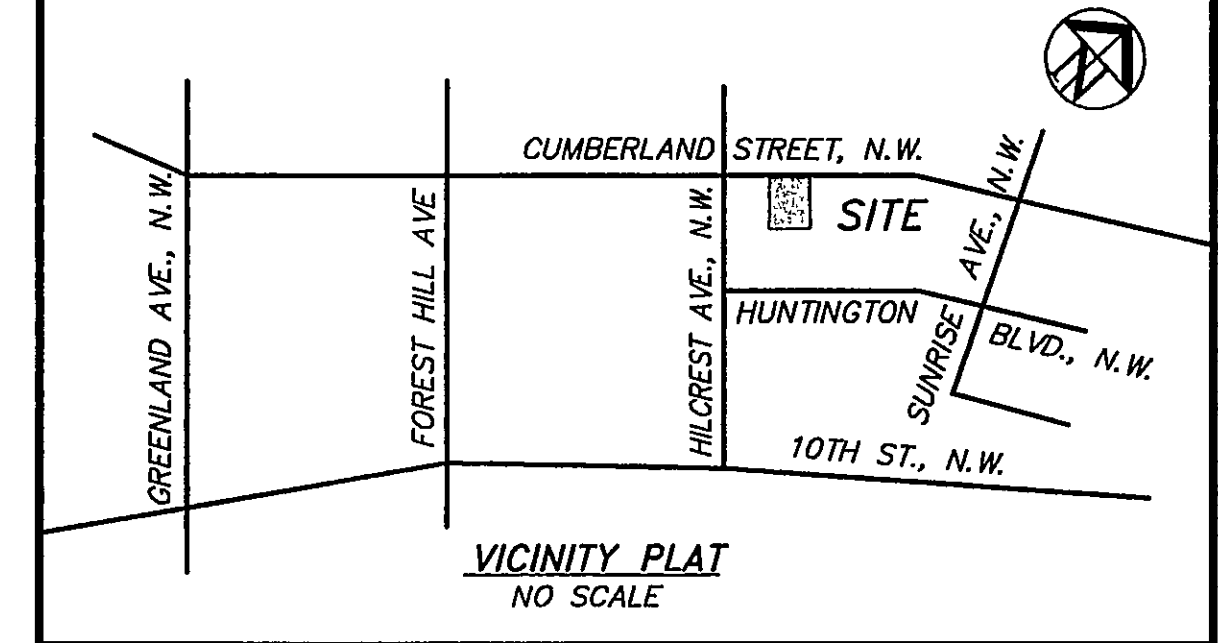 CUMBERLAND STREET, N.W.
SITE
GREENLAND AVE., N.W.
FOREST HILL AVE
HILCREST AVE., N.W.
SUNRISE AVE., N.W.
HUNTINGTON BLVD., N.W.
10TH ST., N.W.
VICINITY PLAT
NO SCALE